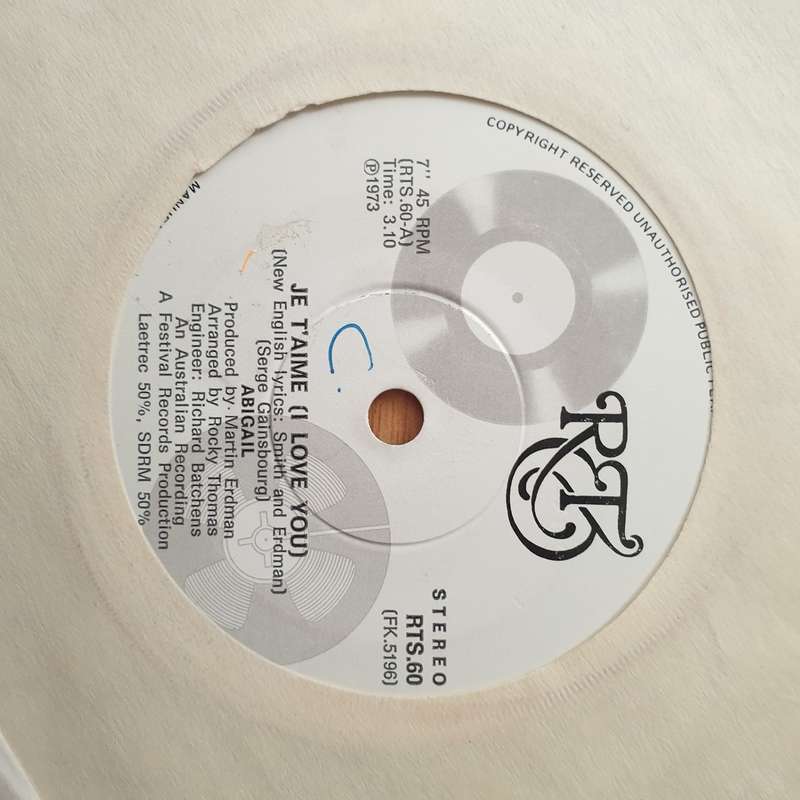 COPYRIGHT RESERVED UNAUTHORISED PUBLIC
RTS
7" 45 RPM
(RTS.60-A)
Time: 3.10
℗1973
STEREO
RTS.60
(FK.5196)
C.
JE T'AIME (I LOVE YOU)
(New English lyrics: Smith and Erdman)
(Serge Gainsbourg)
ABIGAIL
Produced by Martin Erdman
Arranged by Rocky Thomas
Engineer: Richard Batchens
An Australian Recording
A Festival Records Production
Laetrec 50%, SDRM 50%